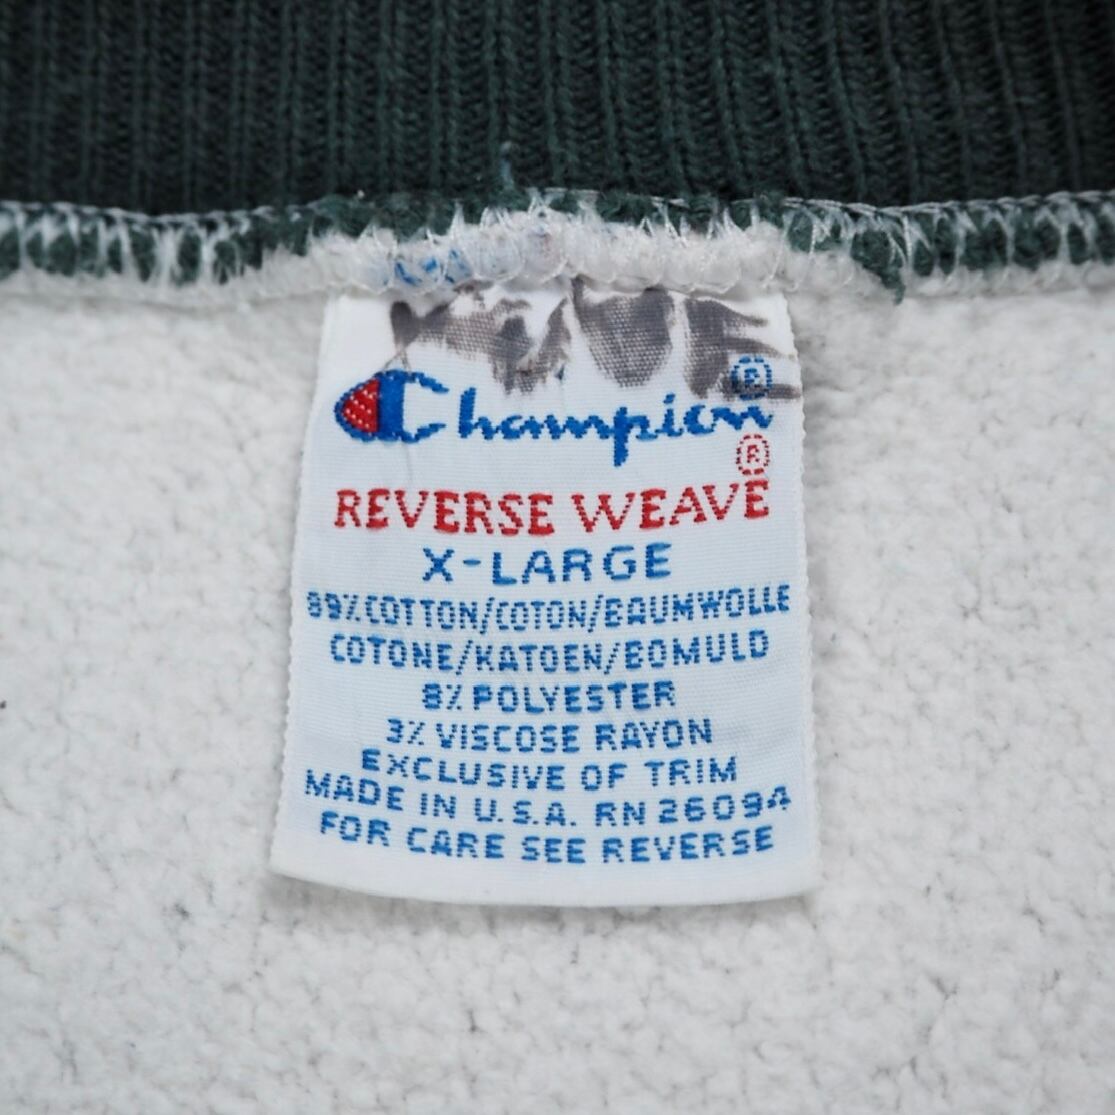 Champion®
REVERSE WEAVE®
X-LARGE
89% COTTON/COTON/BAUMWOLLE
COTONE/KATOEN/BOMULD
8% POLYESTER
3% VISCOSE RAYON
EXCLUSIVE OF TRIM
MADE IN U.S.A. RN 26094
FOR CARE SEE REVERSE